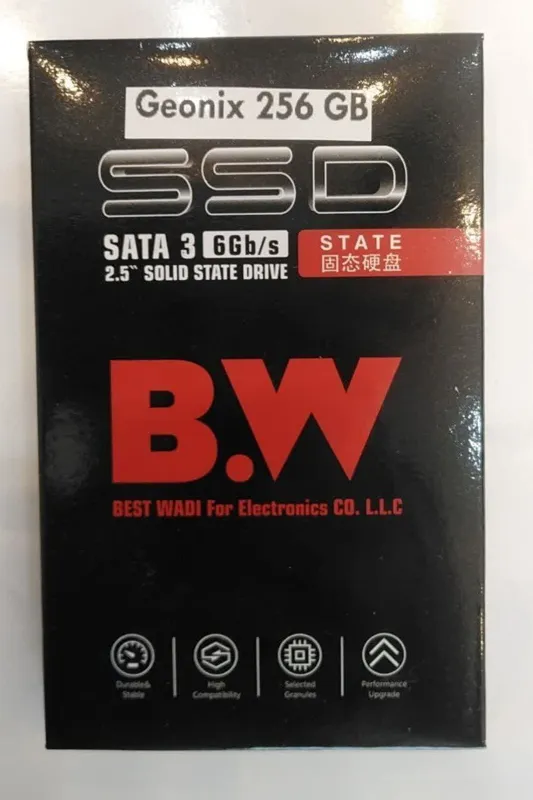 Geonix 256 GB
SSD
SATA 3 6Gb/s
2.5`` SOLID STATE DRIVE
STATE
固态硬盘
B.W
BEST WADI For Electronics CO. L.L.C
Durable&
Stable
High
Compatibility
Selected
Granules
Performance
Upgrade